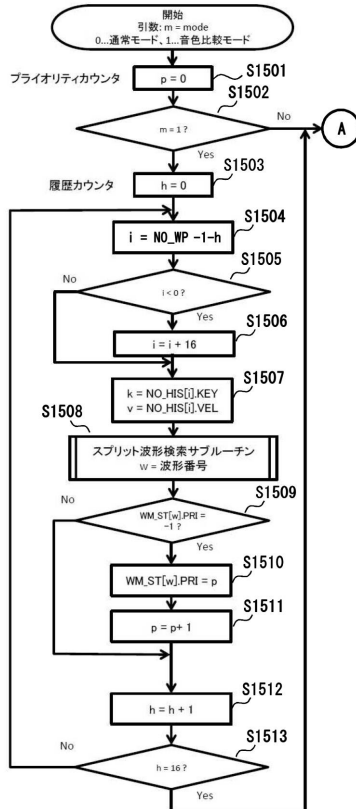 開始
引数: m = mode
0…通常モード、1…音色比較モード
プライオリティカウンタ
p = 0
S1501
S1502
m = 1 ?
No
A
Yes
S1503
履歴カウンタ
h = 0
S1504
i = NO_WP -1-h
S1505
No
i < 0 ?
Yes
S1506
i = i + 16
S1507
k = NO_HIS[i].KEY
v = NO_HIS[i].VEL
S1508
スプリット波形検索サブルーチン
w = 波形番号
S1509
No
WM_ST[w].PRI =
-1 ?
Yes
S1510
WM_ST[w].PRI = p
S1511
p = p+ 1
S1512
h = h + 1
S1513
No
h = 16 ?
Yes